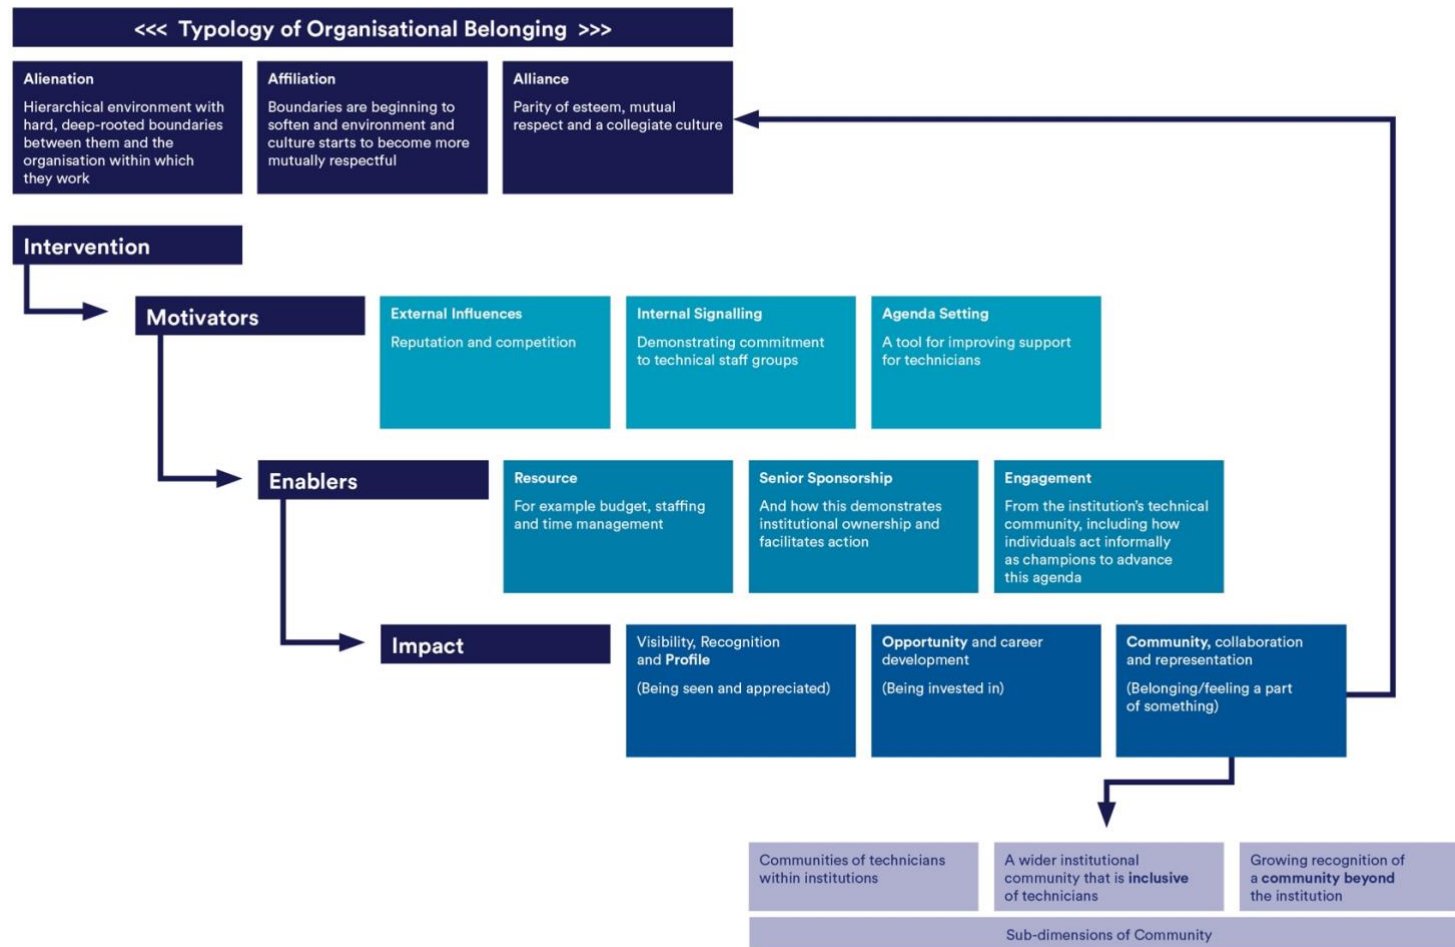 <<< Typology of Organisational Belonging >>>
Alienation
Hierarchical environment with
hard, deep-rooted boundaries
between them and the
organisation within which
they work
Affiliation
Boundaries are beginning to
soften and environment and
culture starts to become more
mutually respectful
Alliance
Parity of esteem, mutual
respect and a collegiate culture
Intervention
Motivators
External Influences
Reputation and competition
Internal Signalling
Demonstrating commitment
to technical staff groups
Agenda Setting
A tool for improving support
for technicians
Enablers
Resource
For example budget, staffing
and time management
Senior Sponsorship
And how this demonstrates
institutional ownership and
facilitates action
Engagement
From the institution’s technical
community, including how
individuals act informally
as champions to advance
this agenda
Impact
Visibility, Recognition
and Profile
(Being seen and appreciated)
Opportunity and career
development
(Being invested in)
Community, collaboration
and representation
(Belonging/feeling a part
of something)
Communities of technicians
within institutions
A wider institutional
community that is inclusive
of technicians
Growing recognition of
a community beyond
the institution
Sub-dimensions of Community